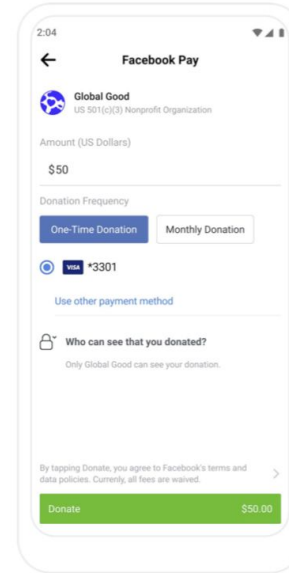 2:04
Facebook Pay
Global Good
US 501(c)(3) Nonprofit Organization
Amount (US Dollars)
$50
Donation Frequency
One-Time Donation Monthly Donation
VISA *3301
Use other payment method
Who can see that you donated?
Only Global Good can see your donation.
By tapping Donate, you agree to Facebook's terms and
data policies. Currenly, all fees are waived.
Donate $50.00